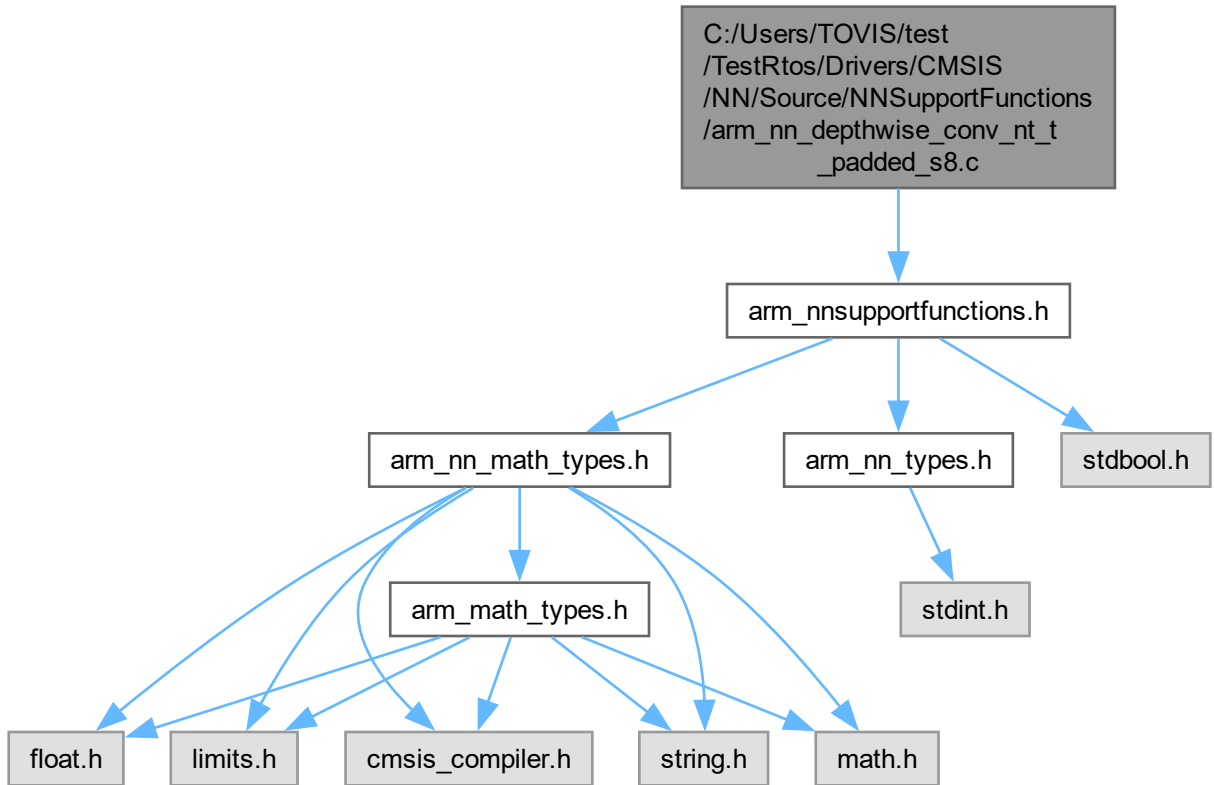 C:/Users/TOVIS/test
/TestRtos/Drivers/CMSIS
/NN/Source/NNSupportFunctions
/arm_nn_depthwise_conv_nt_t
_padded_s8.c
arm_nnsupportfunctions.h
arm_nn_math_types.h
arm_nn_types.h
stdbool.h
arm_math_types.h
stdint.h
float.h
limits.h
cmsis_compiler.h
string.h
math.h